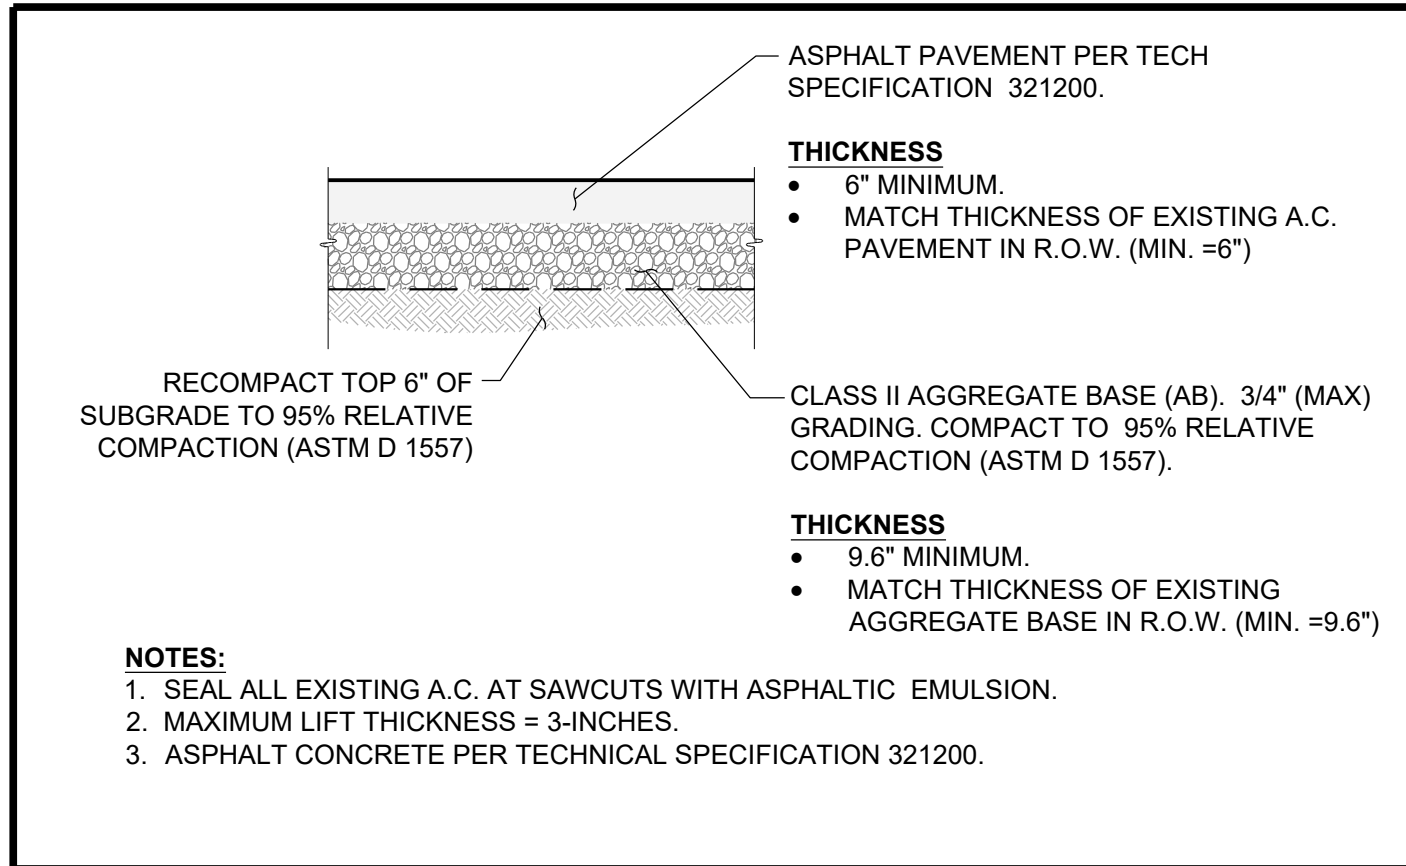 ASPHALT PAVEMENT PER TECH
SPECIFICATION 321200.
THICKNESS
• 6" MINIMUM.
• MATCH THICKNESS OF EXISTING A.C.
PAVEMENT IN R.O.W. (MIN. =6")
RECOMPACT TOP 6" OF
SUBGRADE TO 95% RELATIVE
COMPACTION (ASTM D 1557)
CLASS II AGGREGATE BASE (AB). 3/4" (MAX)
GRADING. COMPACT TO 95% RELATIVE
COMPACTION (ASTM D 1557).
THICKNESS
• 9.6" MINIMUM.
• MATCH THICKNESS OF EXISTING
AGGREGATE BASE IN R.O.W. (MIN. =9.6")
NOTES:
1. SEAL ALL EXISTING A.C. AT SAWCUTS WITH ASPHALTIC EMULSION.
2. MAXIMUM LIFT THICKNESS = 3-INCHES.
3. ASPHALT CONCRETE PER TECHNICAL SPECIFICATION 321200.